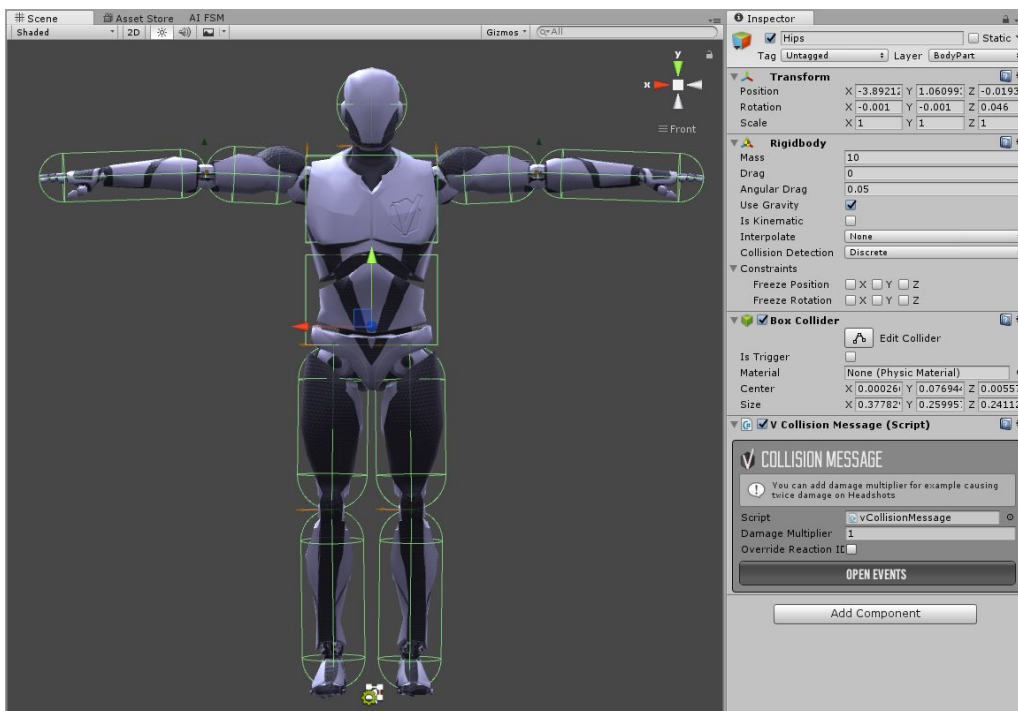 Scene
Asset Store
AI FSM
Shaded
2D
Gizmos
All
y
x
Front
Inspector
Hips
Static
Tag Untagged
Layer BodyPart
Transform
Position X -3.89212 Y 1.06099 Z -0.0193
Rotation X -0.001 Y -0.001 Z 0.046
Scale X 1 Y 1 Z 1
Rigidbody
Mass 10
Drag 0
Angular Drag 0.05
Use Gravity
Is Kinematic
Interpolate None
Collision Detection Discrete
Constraints
Freeze Position X Y Z
Freeze Rotation X Y Z
Box Collider
Edit Collider
Is Trigger
Material None (Physic Material)
Center X 0.00026 Y 0.07694 Z 0.00557
Size X 0.37782 Y 0.25995 Z 0.24112
V Collision Message (Script)
COLLISION MESSAGE
You can add damage multiplier for example causing
twice damage on Headshots
Script vCollisionMessage
Damage Multiplier 1
Override Reaction ID
OPEN EVENTS
Add Component